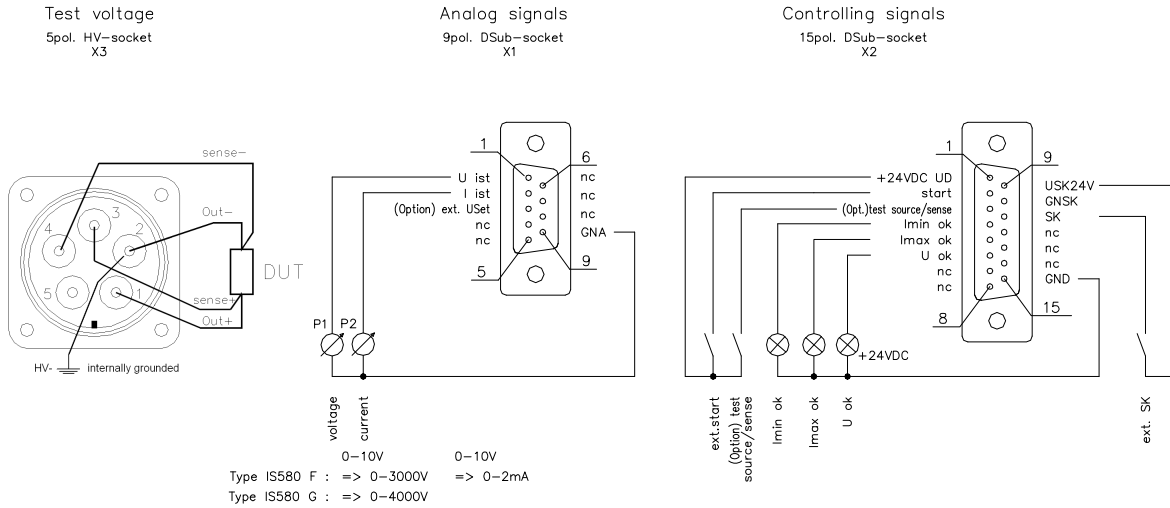 Test voltage
5pol. HV-socket
X3
Analog signals
9pol. DSub-socket
X1
Controlling signals
15pol. DSub-socket
X2
sense-
Out-
3
4
2
5
1
DUT
sense+
Out+
HV-
internally grounded
1
6
U ist
nc
I ist
nc
(Option) ext. USet
nc
nc
GNA
nc
5
9
P1
P2
voltage
current
0-10V
0-10V
Type IS580 F : => 0-3000V => 0-2mA
Type IS580 G : => 0-4000V
1
9
+24VDC UD
USK24V
start
GNSK
(Opt.)test source/sense
SK
Imin ok
nc
Imax ok
nc
U ok
nc
nc
GND
nc
8
15
+24VDC
ext.start
(Option) test
source/sense
Imin ok
Imax ok
U ok
ext. SK